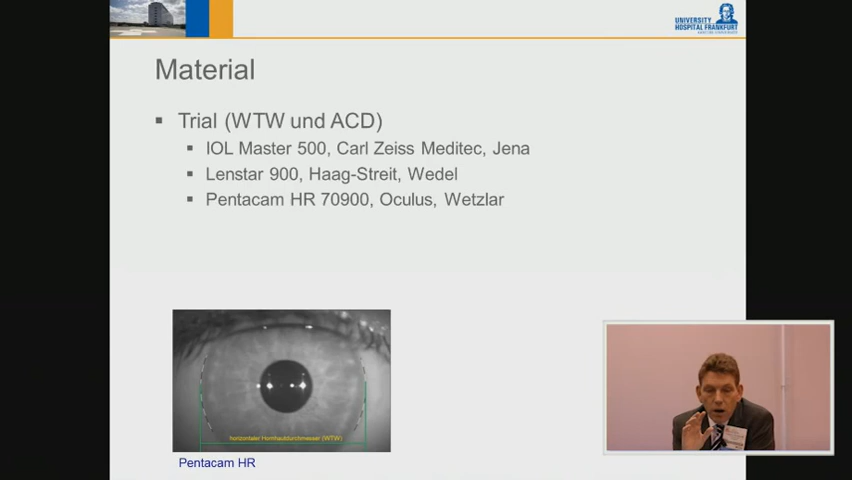 UNIVERSITY
HOSPITAL FRANKFURT
Material
Trial (WTW und ACD)
IOL Master 500, Carl Zeiss Meditec, Jena
Lenstar 900, Haag-Streit, Wedel
Pentacam HR 70900, Oculus, Wetzlar
horizontaler Hornhautdurchmesser (WTW)
Pentacam HR